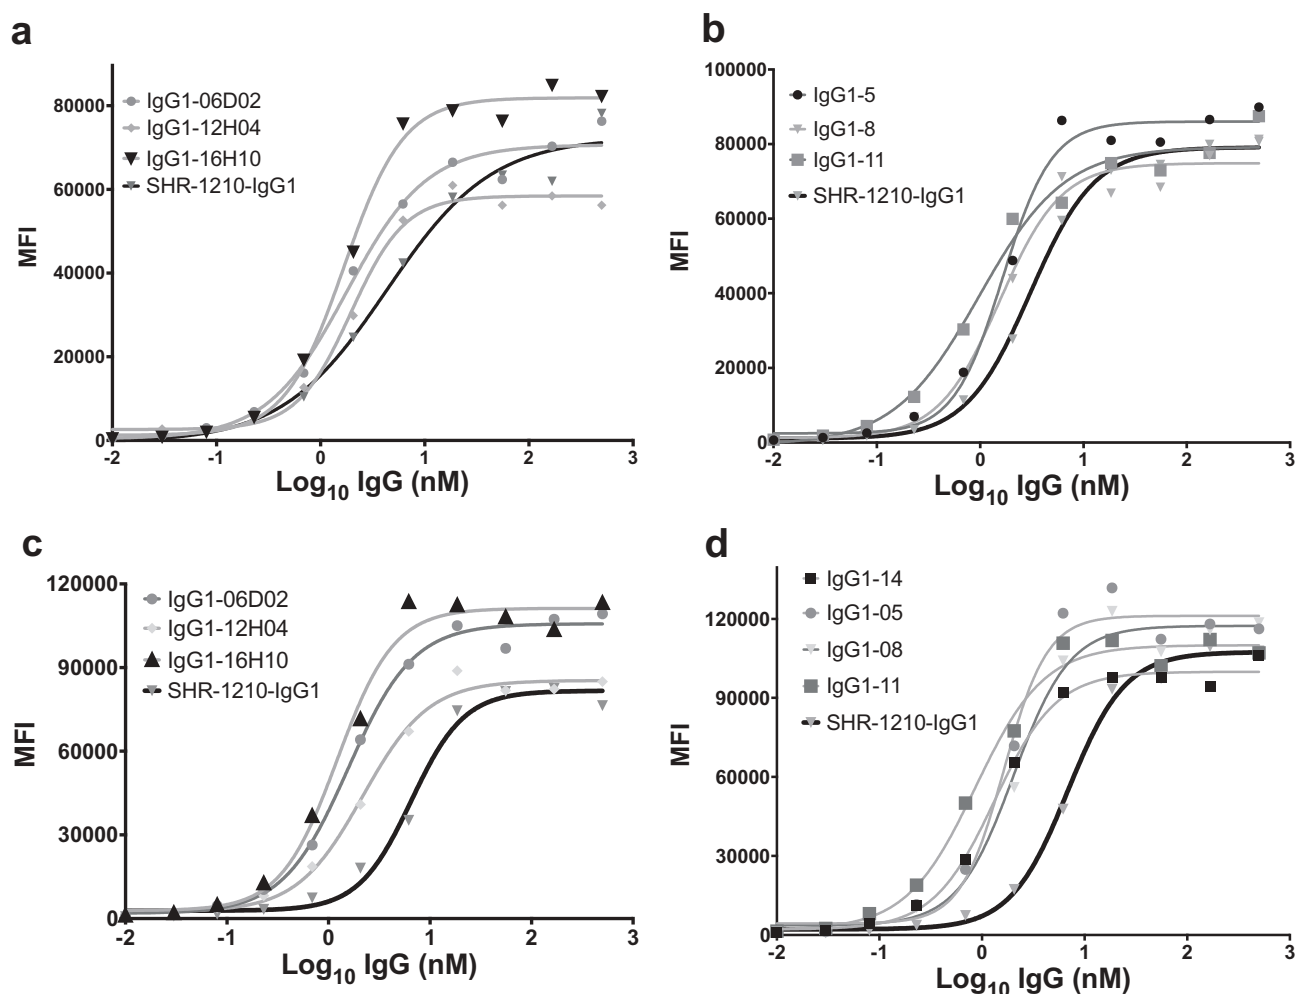 a
IgG1-06D02
IgG1-12H04
IgG1-16H10
SHR-1210-IgG1
80000
60000
40000
20000
0
MFI
-2 -1 0 1 2 3
Log10 IgG (nM)
b
IgG1-5
IgG1-8
IgG1-11
SHR-1210-IgG1
100000
80000
60000
40000
20000
0
MFI
-2 -1 0 1 2 3
Log10 IgG (nM)
c
IgG1-06D02
IgG1-12H04
IgG1-16H10
SHR-1210-IgG1
120000
90000
60000
30000
0
MFI
-2 -1 0 1 2 3
Log10 IgG (nM)
d
IgG1-14
IgG1-05
IgG1-08
IgG1-11
SHR-1210-IgG1
120000
90000
60000
30000
0
MFI
-2 -1 0 1 2 3
Log10 IgG (nM)